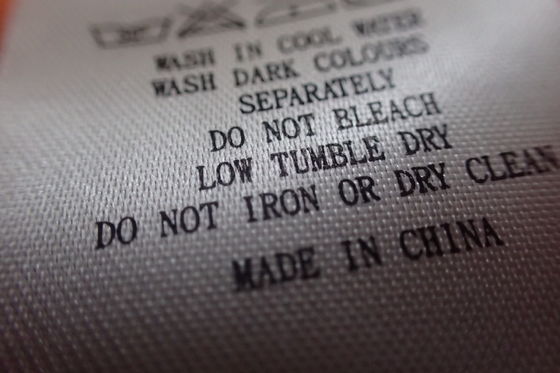 WASH IN COOL WATER
WASH DARK COLOURS
SEPARATELY
DO NOT BLEACH
LOW TUMBLE DRY
DO NOT IRON OR DRY CLEAN
MADE IN CHINA